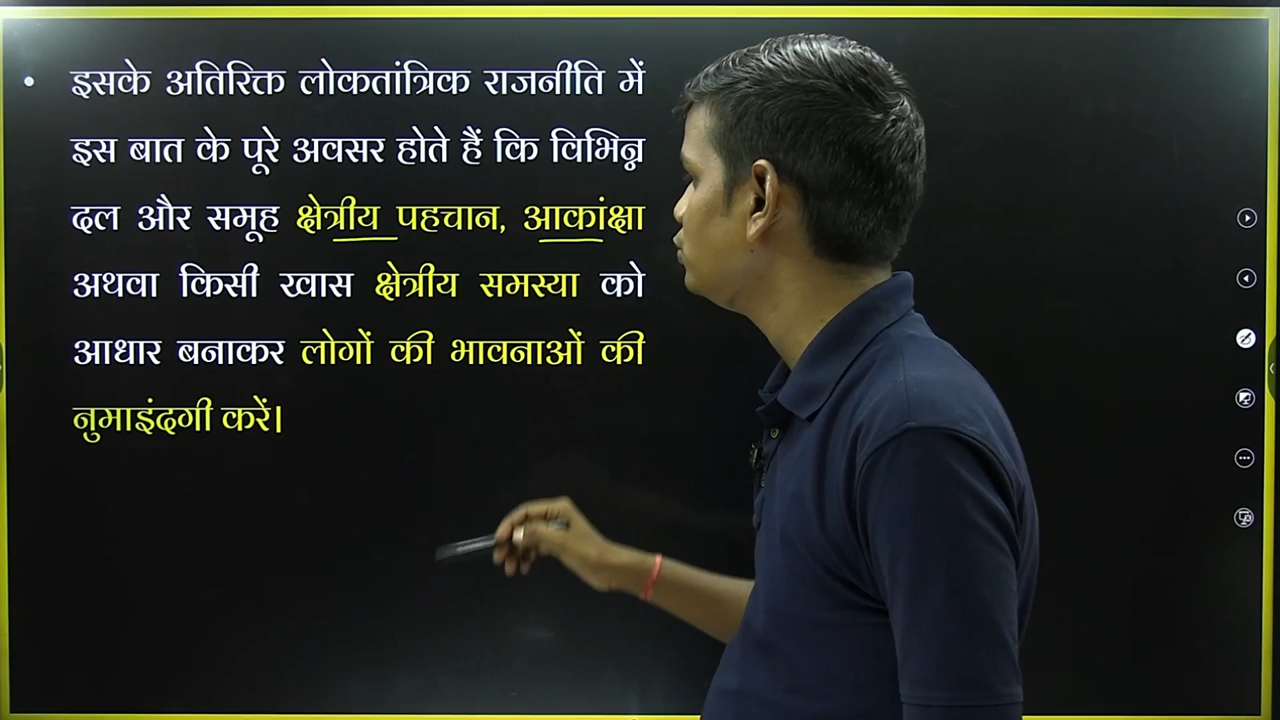 • इसके अतिरिक्त लोकतांत्रिक राजनीति में
इस बात के पूरे अवसर होते हैं कि विभिन्न
दल और समूह क्षेत्रीय पहचान, आकांक्षा
अथवा किसी खास क्षेत्रीय समस्या को
आधार बनाकर लोगों की भावनाओं की
नुमाइंदगी करें।